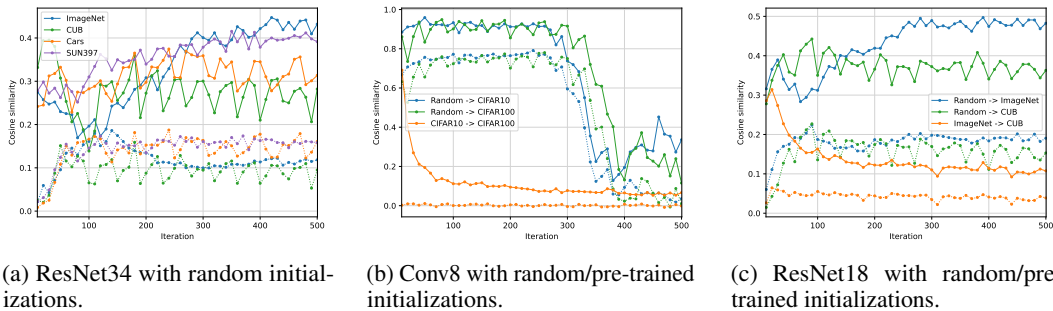 ImageNet
CUB
Cars
SUN397
Cosine similarity
0.4
0.3
0.2
0.1
0.0
100 200 300 400 500
Iteration
1.0
0.8
0.6
0.4
0.2
0.0
Cosine similarity
Random -> CIFAR10
Random -> CIFAR100
CIFAR10 -> CIFAR100
0 100 200 300 400 500
Iteration
0.5
0.4
0.3
0.2
0.1
0.0
Cosine similarity
Random -> ImageNet
Random -> CUB
ImageNet -> CUB
0 100 200 300 400 500
Iteration
(a) ResNet34 with random initial-
izations.
(b) Conv8 with random/pre-trained
initializations.
(c) ResNet18 with random/pre
trained initializations.